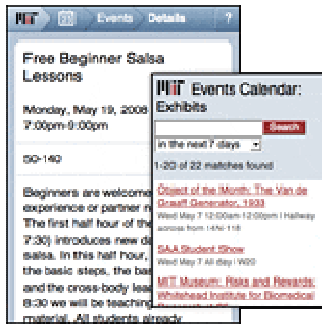 MIT 31 Events Details ?
Free Beginner Salsa
Lessons
Monday, May 19, 2008
7:00pm-9:00pm
50-140
Beginners are welcome
experience or partner n
The first half hour of the
7:30) introduces new da
salsa. In this half hour,
the basic steps, the bas
and the cross-body lead
8:30 we will be teaching
material. All students already
MIT Events Calendar:
Exhibits
Search
in the next 7 days
1-20 of 22 matches found
Object of the Month: The Van de
Graaff Generator, 1933
Wed May 7 12:00am-12:00pm | Hallway
across from 14N-118
SAA Student Show
Wed May 7 All day | W20
MIT Museum: Risks and Rewards:
Whitehead Institute for Biomedical